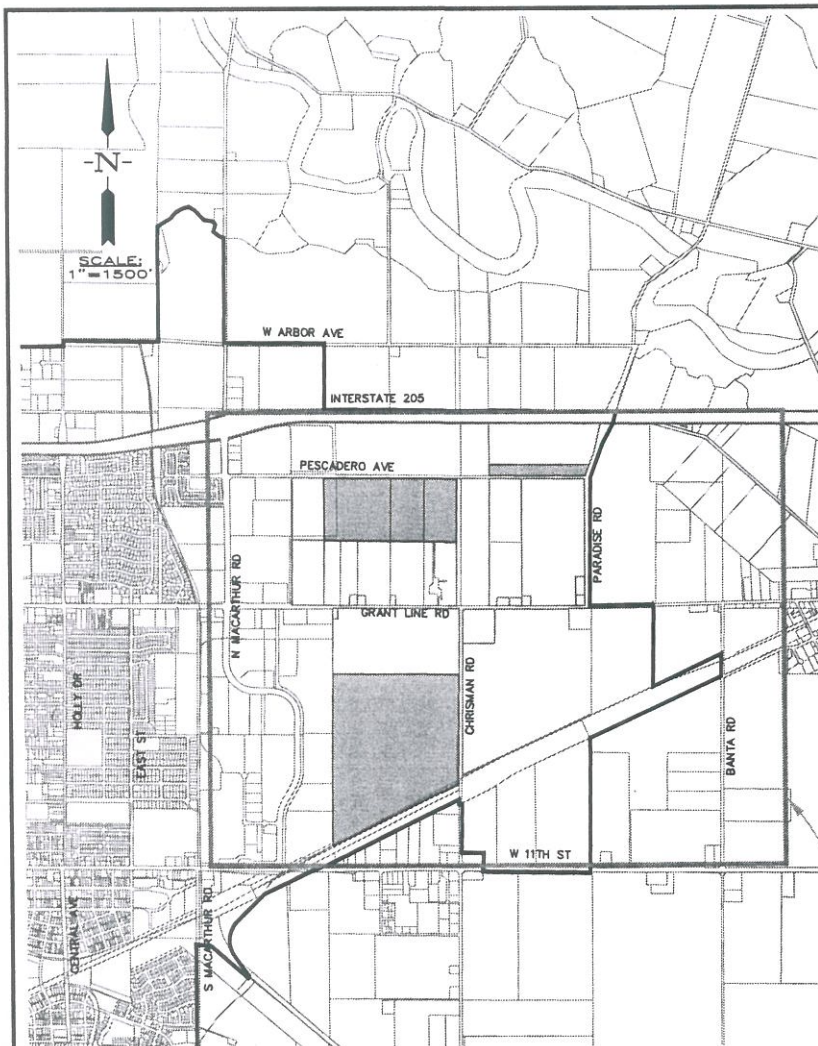 -N-
SCALE:
1" = 1500'
W ARBOR AVE
INTERSTATE 205
PESCADERO AVE
PARADISE RD
N MACARTHUR RD
GRANT LINE RD
CHRISMAN RD
HOLLY DR
EAST ST
BANTA RD
W 11TH ST
CENTRAL AVE
S MACARTHUR RD